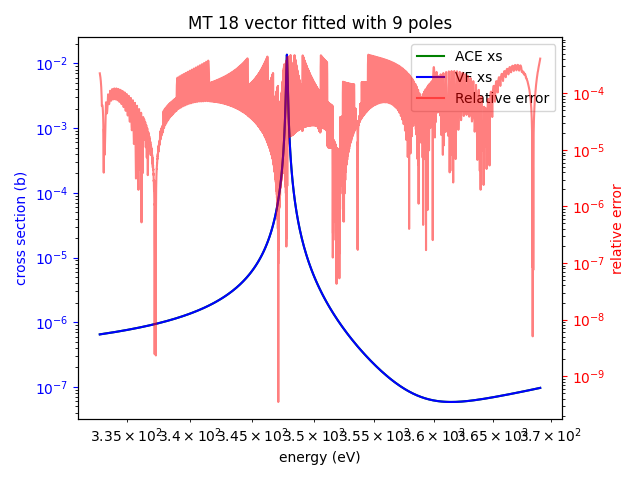 MT 18 vector fitted with 9 poles
ACE xs
VF xs
Relative error
cross section (b)
10⁻²
10⁻³
10⁻⁴
10⁻⁵
10⁻⁶
10⁻⁷
10⁻⁴
10⁻⁵
10⁻⁶
10⁻⁷
10⁻⁸
10⁻⁹
relative error
3.35 × 10² 3.4 × 10² 3.45 × 10² 3.5 × 10² 3.55 × 10² 3.6 × 10² 3.65 × 10² 3.7 × 10²
energy (eV)